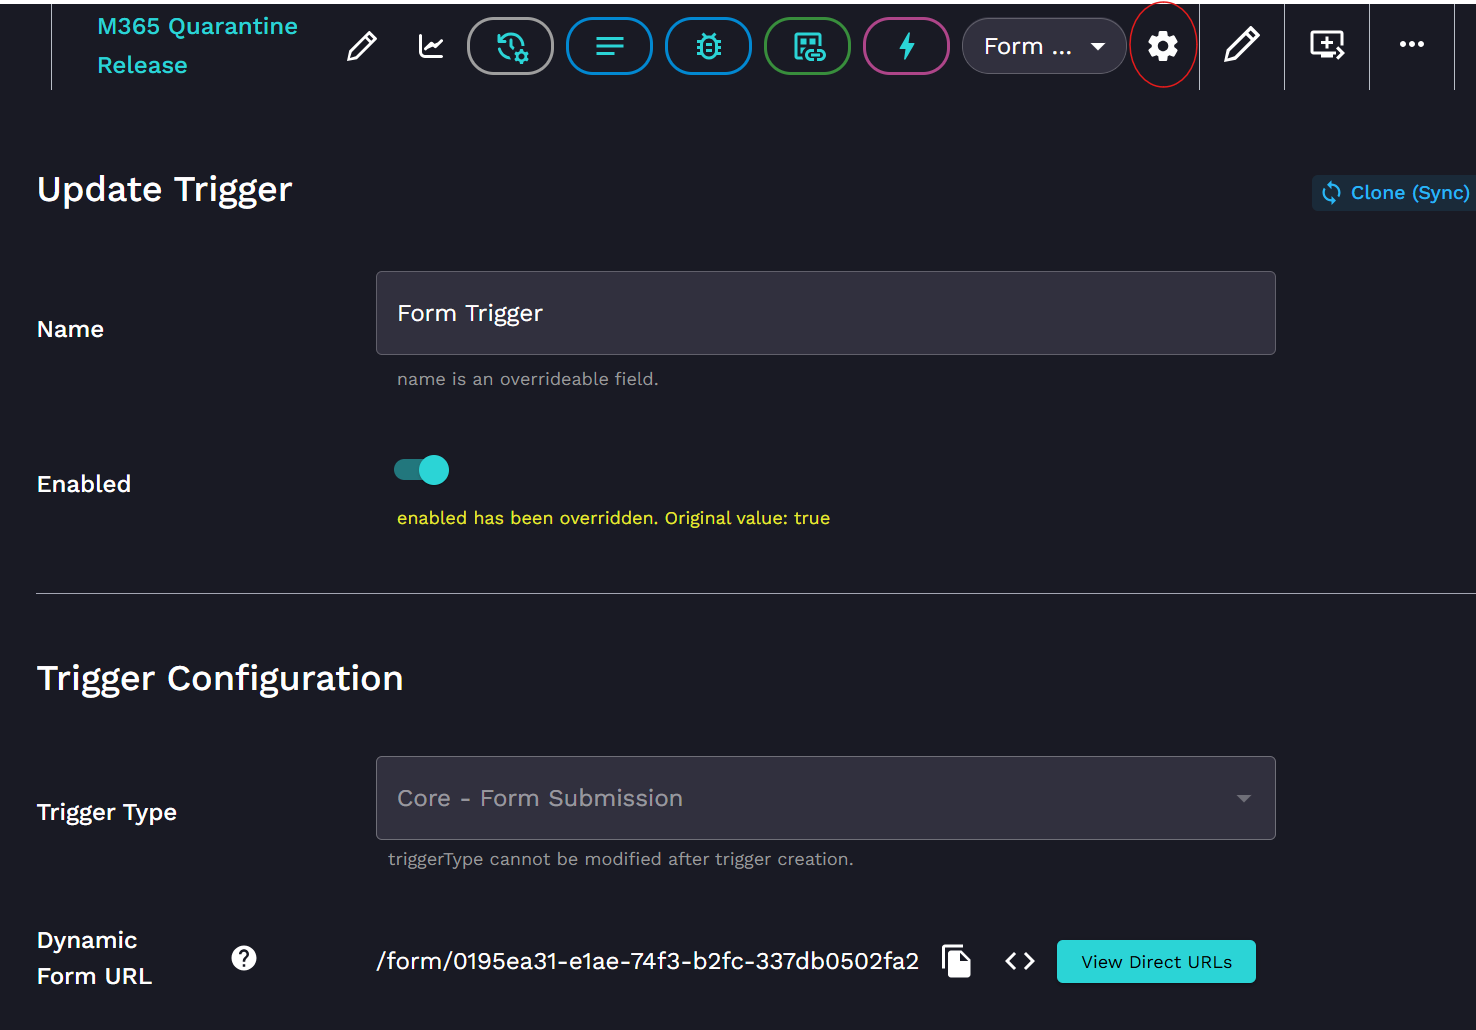 M365 Quarantine
Release
Form ...
Update Trigger
Clone (Sync)
Name
Form Trigger
name is an overrideable field.
Enabled
enabled has been overridden. Original value: true
Trigger Configuration
Trigger Type
Core - Form Submission
triggerType cannot be modified after trigger creation.
Dynamic
Form URL
/form/0195ea31-e1ae-74f3-b2fc-337db0502fa2
View Direct URLs